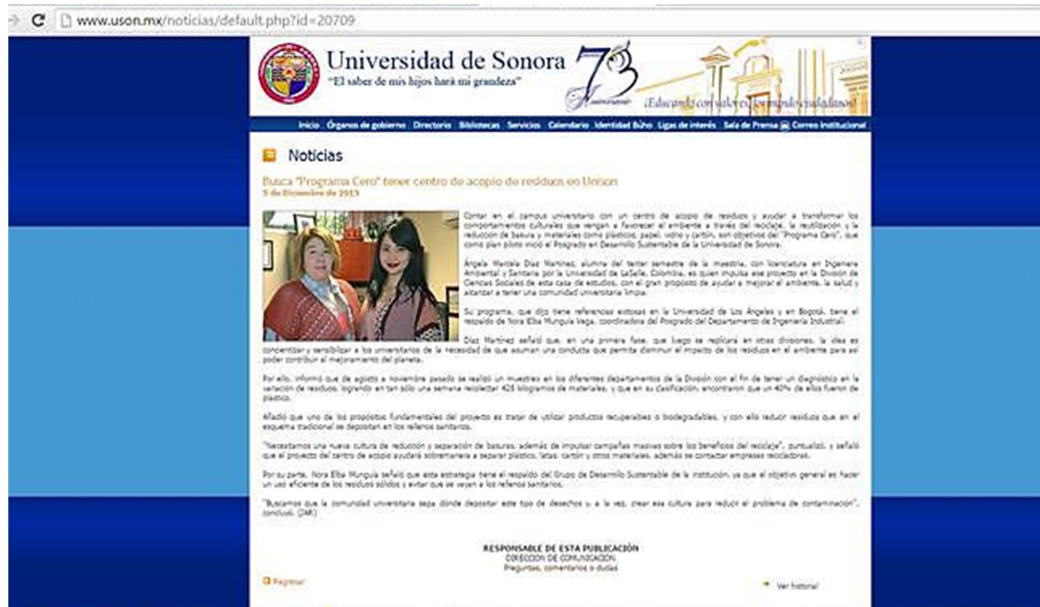 www.uson.mx/noticias/default.php?id=20709
Universidad de Sonora
"El saber de mis hijos hará mi grandeza"
73
Aniversario
¡Educando con valores, formando ciudadanos!
Inicio Órganos de gobierno Directorio Bibliotecas Servicios Calendario Identidad Búho Ligas de interés Sala de Prensa Correo Institucional
Noticias
Busca "Programa Cero" tener centro de acopio de residuos en Unison
5 de Diciembre de 2015
Contar en el campus universitario con un centro de acopio de residuos y ayudar a transformar los
comportamientos culturales que vengan a favorecer el ambiente a través del reciclaje, la reutilización y la
reducción de basura y materiales como plásticos, papel, vidrio y cartón, son objetivos del "Programa Cero", que
como plan piloto inició el Posgrado en Desarrollo Sustentable de la Universidad de Sonora.
Ángela Marcela Díaz Martínez, alumna del tercer semestre de la maestría, con licenciatura en Ingeniera
Ambiental y Sanitaria por la Universidad de LaSalle, Colombia, es quien impulsa ese proyecto en la División de
Ciencias Sociales de esta casa de estudios, con el gran propósito de ayudar a mejorar el ambiente, la salud y
alcanzar a tener una comunidad universitaria limpia.
Su programa, que dijo tiene referencias exitosas en la Universidad de Los Ángeles y en Bogotá, tiene el
respaldo de Nora Elba Munguía Vega, coordinadora del Posgrado del Departamento de Ingeniería Industrial.
Díaz Martínez señaló que, en una primera fase, que luego se replicará en otras divisiones, la idea es
concientizar y sensibilizar a los universitarios de la necesidad de que asuman una conducta que permita disminuir el impacto de los residuos en el ambiente para así
poder contribuir al mejoramiento del planeta.
Por ello, informó que de agosto a noviembre pasado se realizó un muestreo en los diferentes departamentos de la División con el fin de tener un diagnóstico en la
variación de residuos, logrando en tan sólo una semana recolectar 425 kilogramos de materiales, y que en su clasificación, encontraron que un 40% de ellos fueron de
plástico.
Añadió que uno de los propósitos fundamentales del proyecto es tratar de utilizar productos recuperables o biodegradables, y con ello reducir residuos que en el
esquema tradicional se depositan en los rellenos sanitarios.
"Necesitamos una nueva cultura de reducción y separación de basuras, además de impulsar campañas masivas sobre los beneficios del reciclaje", puntualizó, y señaló
que el proyecto del centro de acopio ayudará sobremanera a separar plástico, latas, cartón y otros materiales, además se contactar empresas recicladoras.
Por su parte, Nora Elba Munguía señaló que esta estrategia tiene el respaldo del Grupo de Desarrollo Sustentable de la institución, ya que el objetivo general es hacer
un uso eficiente de los residuos sólidos y evitar que se vayan a los rellenos sanitarios.
"Buscamos que la comunidad universitaria sepa dónde depositar este tipo de desechos y, a la vez, crear esa cultura para reducir el problema de contaminación",
concluyó. (JAR)
RESPONSABLE DE ESTA PUBLICACIÓN
DIRECCIÓN DE COMUNICACIÓN
Preguntas, comentarios o dudas
Regresar
Ver historial